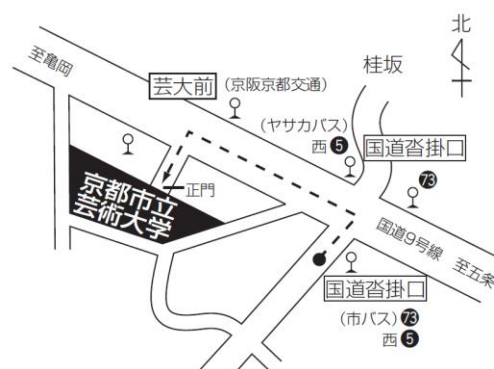 北
至亀岡
芸大前
(京阪京都交通)
桂坂
(ヤサカバス)
西5
国道沓掛口
73
京都市立
芸術大学
正門
国道9号線 至五条
国道沓掛口
(市バス)73
西5